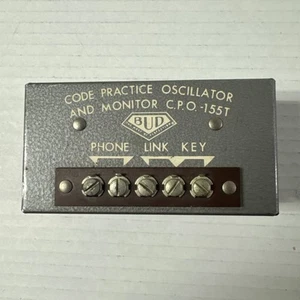 CODE PRACTICE OSCILLATOR
AND MONITOR C.P.O.-155T
BUD
PHONE LINK KEY